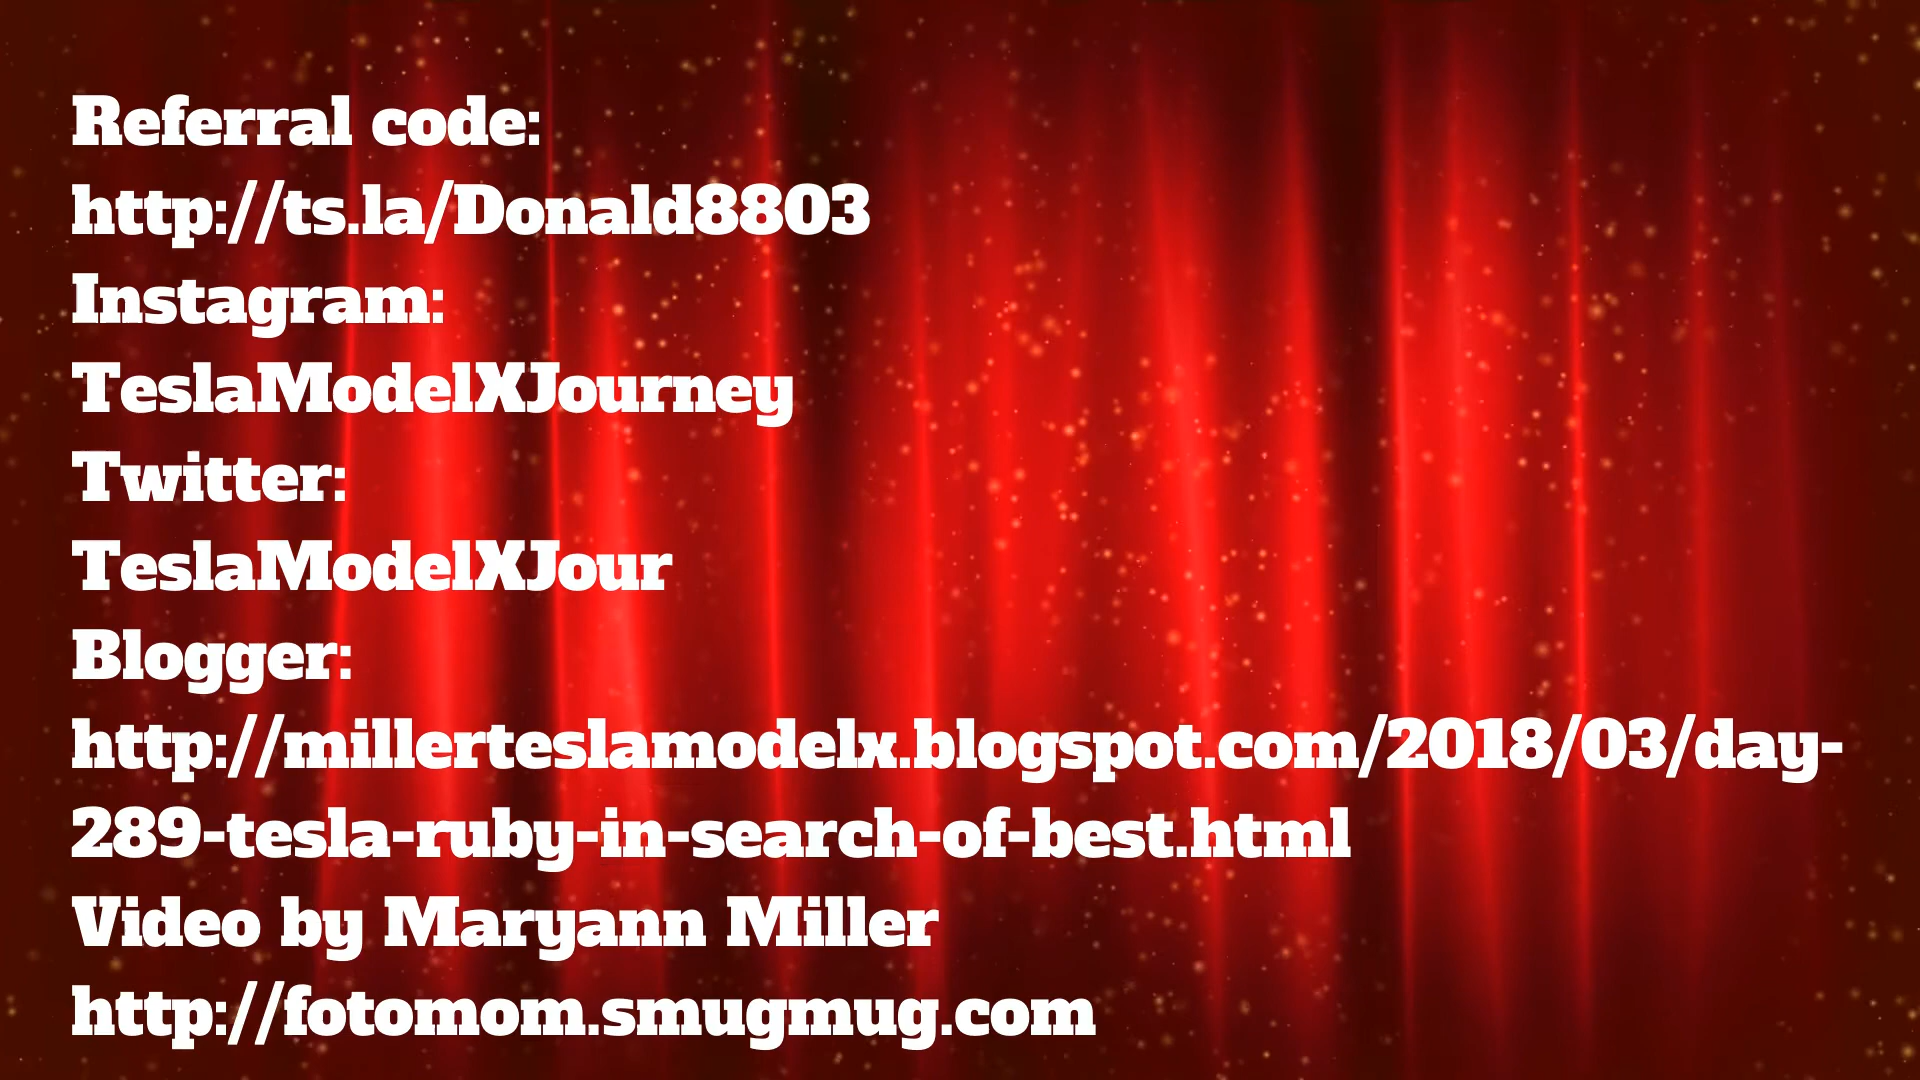 Referral code:
http://ts.la/Donald8803
Instagram:
TeslaModelXJourney
Twitter:
TeslaModelXJour
Blogger:
http://millerteslamodelx.blogspot.com/2018/03/day-
289-tesla-ruby-in-search-of-best.html
Video by Maryann Miller
http://fotomom.smugmug.com